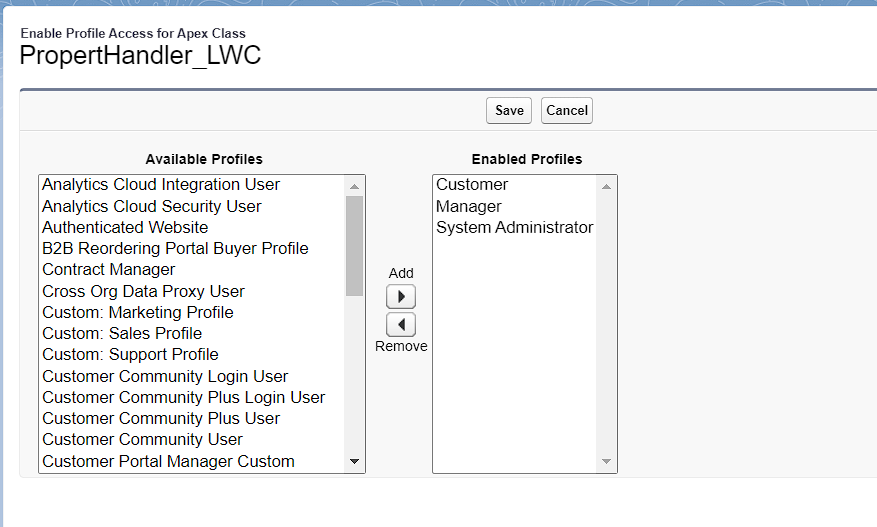 Enable Profile Access for Apex Class
PropertHandler_LWC
Save Cancel
Available Profiles
Analytics Cloud Integration User
Analytics Cloud Security User
Authenticated Website
B2B Reordering Portal Buyer Profile
Contract Manager
Cross Org Data Proxy User
Custom: Marketing Profile
Custom: Sales Profile
Custom: Support Profile
Customer Community Login User
Customer Community Plus Login User
Customer Community Plus User
Customer Community User
Customer Portal Manager Custom
Add
Remove
Enabled Profiles
Customer
Manager
System Administrator